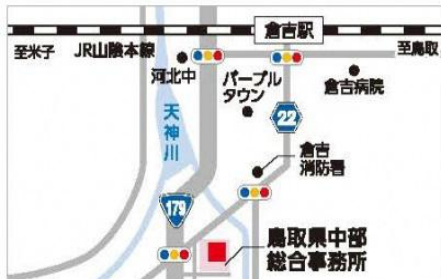 倉吉駅
至米子
JR山陰本線
至鳥取
河北中
パープル
タウン
倉吉病院
天神川
22
倉吉
消防署
179
鳥取県中部
総合事務所